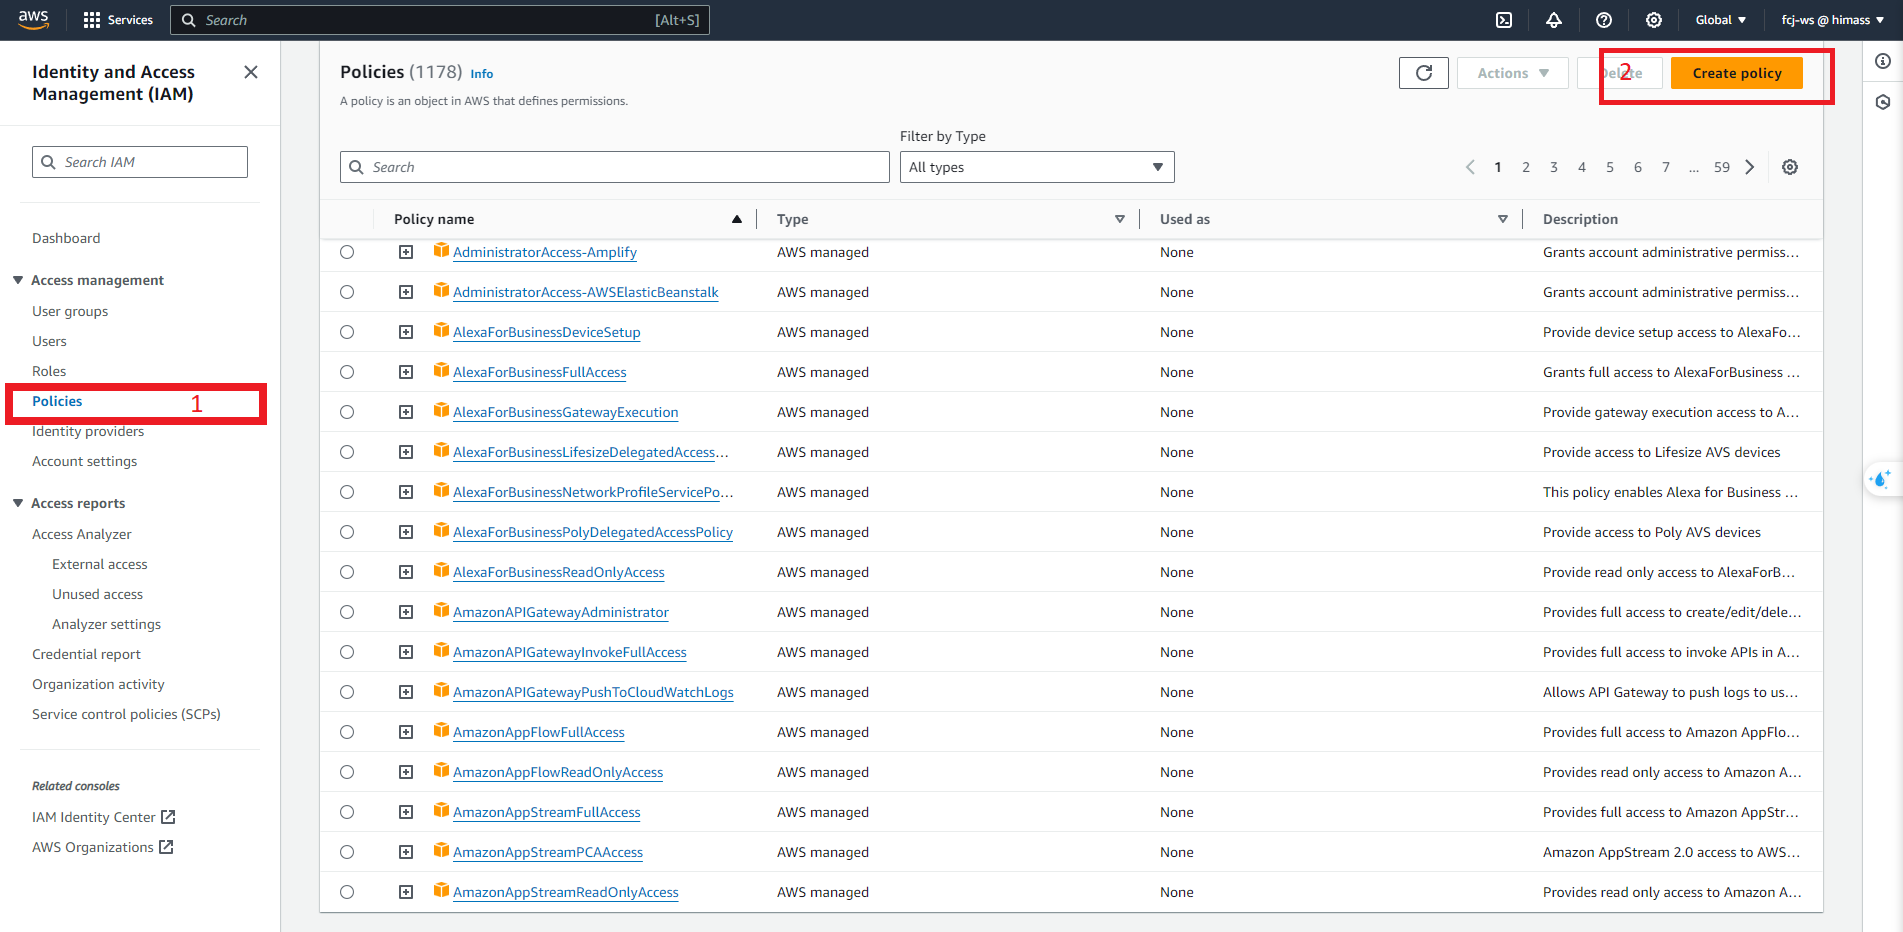 aws
Services
Search
[Alt+S]
Global
fcj-ws @ himass
Identity and Access
Management (IAM)
Search IAM
Dashboard
Access management
User groups
Users
Roles
Policies
1
Identity providers
Account settings
Access reports
Access Analyzer
External access
Unused access
Analyzer settings
Credential report
Organization activity
Service control policies (SCPs)
Related consoles
IAM Identity Center
AWS Organizations
Policies (1178) Info
A policy is an object in AWS that defines permissions.
Actions
Delete
2
Create policy
Filter by Type
Search
All types
1 2 3 4 5 6 7 ... 59
Policy name Type Used as Description
AdministratorAccess-Amplify AWS managed None Grants account administrative permiss...
AdministratorAccess-AWSElasticBeanstalk AWS managed None Grants account administrative permiss...
AlexaForBusinessDeviceSetup AWS managed None Provide device setup access to AlexaFo...
AlexaForBusinessFullAccess AWS managed None Grants full access to AlexaForBusiness ...
AlexaForBusinessGatewayExecution AWS managed None Provide gateway execution access to A...
AlexaForBusinessLifesizeDelegatedAccess... AWS managed None Provide access to Lifesize AVS devices
AlexaForBusinessNetworkProfileServicePo... AWS managed None This policy enables Alexa for Business ...
AlexaForBusinessPolyDelegatedAccessPolicy AWS managed None Provide access to Poly AVS devices
AlexaForBusinessReadOnlyAccess AWS managed None Provide read only access to AlexaForB...
AmazonAPIGatewayAdministrator AWS managed None Provides full access to create/edit/dele...
AmazonAPIGatewayInvokeFullAccess AWS managed None Provides full access to invoke APIs in A...
AmazonAPIGatewayPushToCloudWatchLogs AWS managed None Allows API Gateway to push logs to us...
AmazonAppFlowFullAccess AWS managed None Provides full access to Amazon AppFlo...
AmazonAppFlowReadOnlyAccess AWS managed None Provides read only access to Amazon A...
AmazonAppStreamFullAccess AWS managed None Provides full access to Amazon AppStr...
AmazonAppStreamPCAAccess AWS managed None Amazon AppStream 2.0 access to AWS...
AmazonAppStreamReadOnlyAccess AWS managed None Provides read only access to Amazon A...